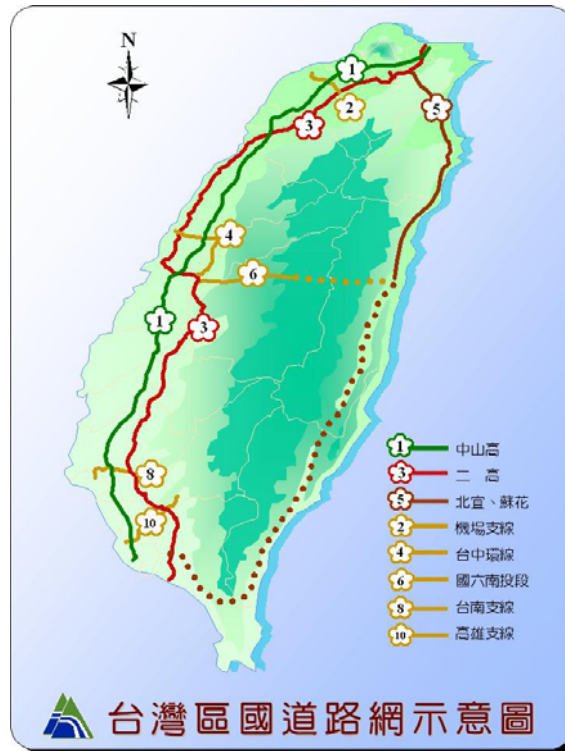 N
1
2
3
5
4
6
1
3
8
10
1 中山高
3 二高
5 北宜、蘇花
2 機場支線
4 台中環線
6 國六南投段
8 台南支線
10 高雄支線
台灣區國道路網示意圖